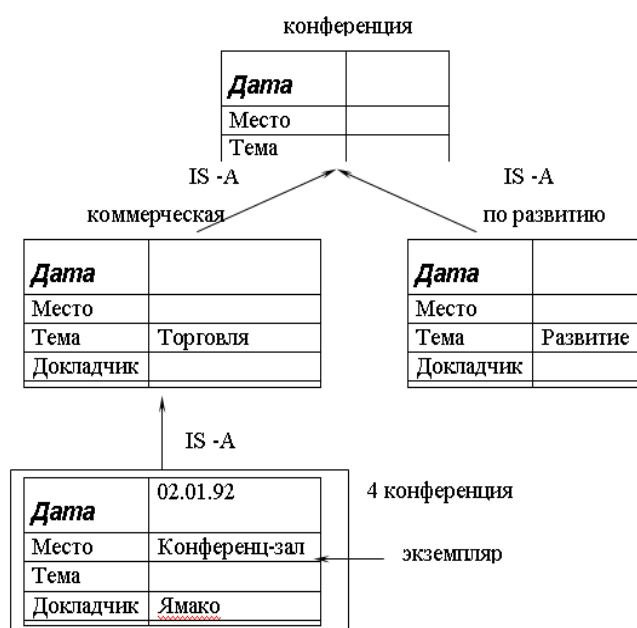 конференция
Дата
Место
Тема
IS -A IS -A
коммерческая по развитию
Дата Дата
Место Место
Тема Торговля Тема Развитие
Докладчик Докладчик
IS -A
Дата 02.01.92 4 конференция
Место Конференц-зал экземпляр
Тема
Докладчик Ямако